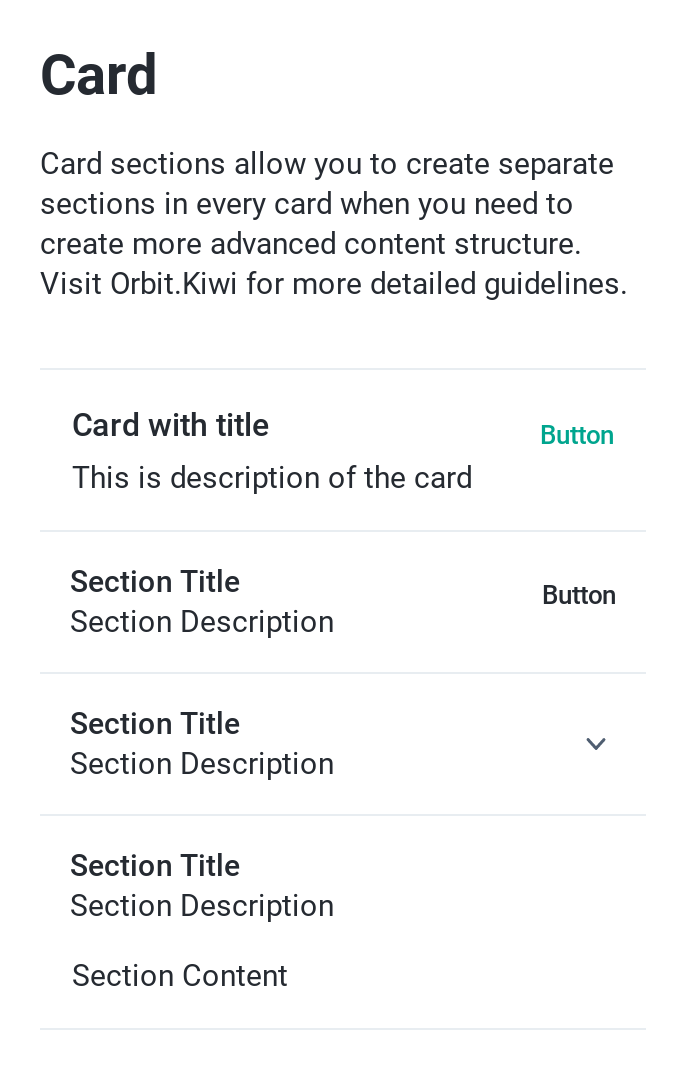 Card
Card sections allow you to create separate
sections in every card when you need to
create more advanced content structure.
Visit Orbit.Kiwi for more detailed guidelines.
Card with title
Button
This is description of the card
Section Title
Button
Section Description
Section Title
Section Description
Section Title
Section Description
Section Content